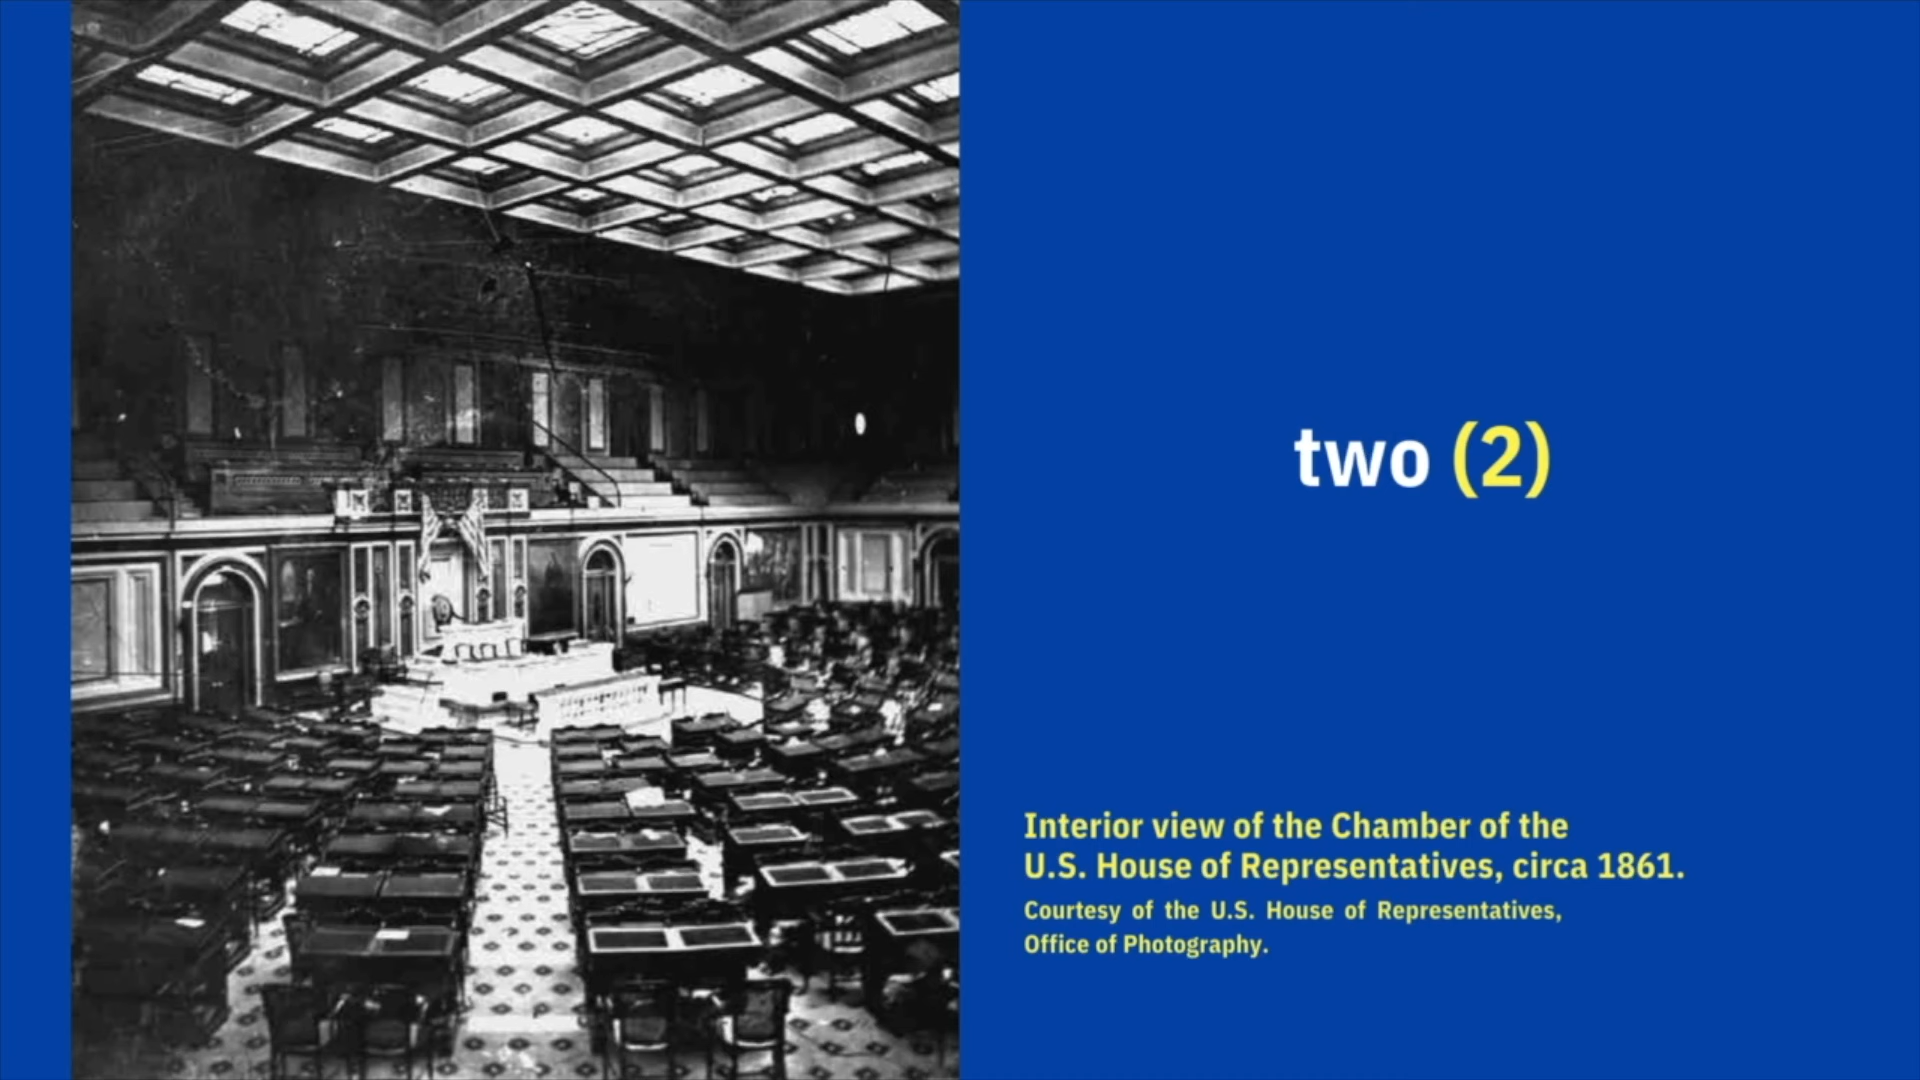 two (2)
Interior view of the Chamber of the
U.S. House of Representatives, circa 1861.
Courtesy of the U.S. House of Representatives,
Office of Photography.